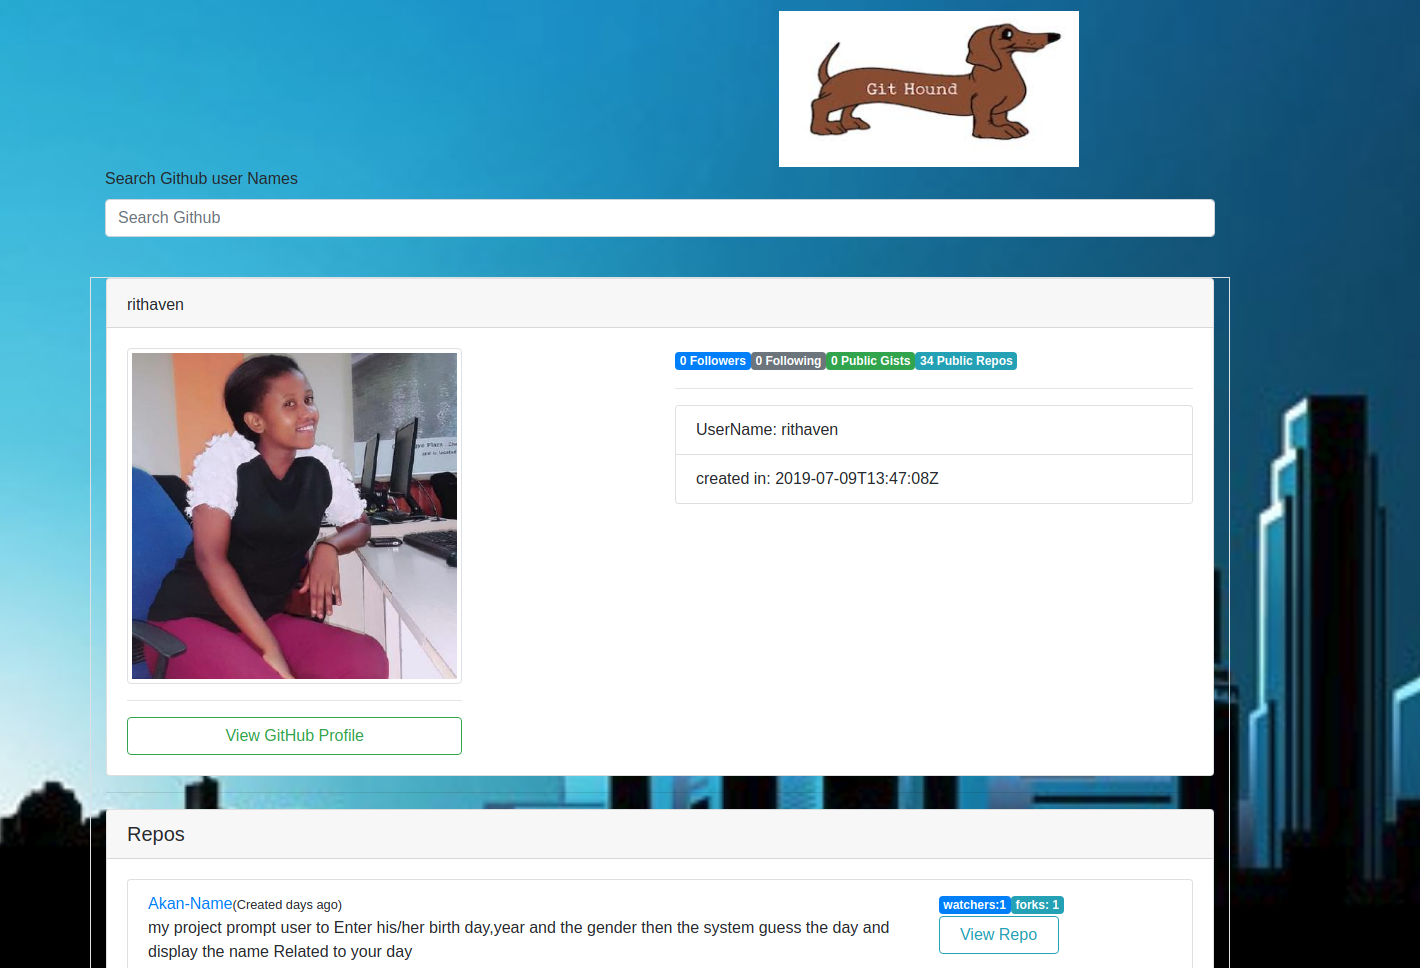 Git Hound
Search Github user Names
Search Github
rithaven
0 Followers 0 Following 0 Public Gists 34 Public Repos
UserName: rithaven
created in: 2019-07-09T13:47:08Z
View GitHub Profile
Repos
Akan-Name(Created days ago)
watchers:1 forks: 1
my project prompt user to Enter his/her birth day,year and the gender then the system guess the day and
display the name Related to your day
View Repo